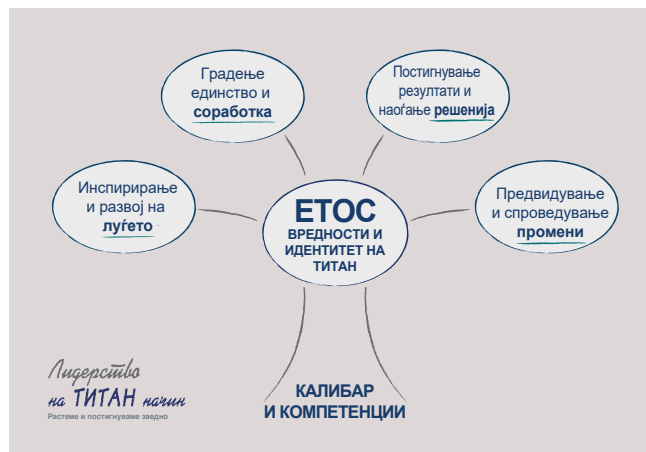 Градење
единство и
соработка
Постигнување
резултати и
наоѓање решенија
Инспирирање
и развој на
луѓето
ЕТОС
ВРЕДНОСТИ И
ИДЕНТИТЕТ НА
ТИТАН
Предвидување
и спроведување
промени
КАЛИБАР
И КОМПЕТЕНЦИИ
Лидерство
на ТИТАН начин
Растеме и постигнуваме заедно